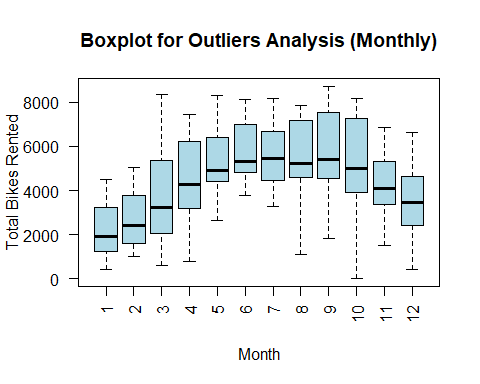 Boxplot for Outliers Analysis (Monthly)
Total Bikes Rented
8000
6000
4000
2000
0
1 2 3 4 5 6 7 8 9 10 11 12
Month